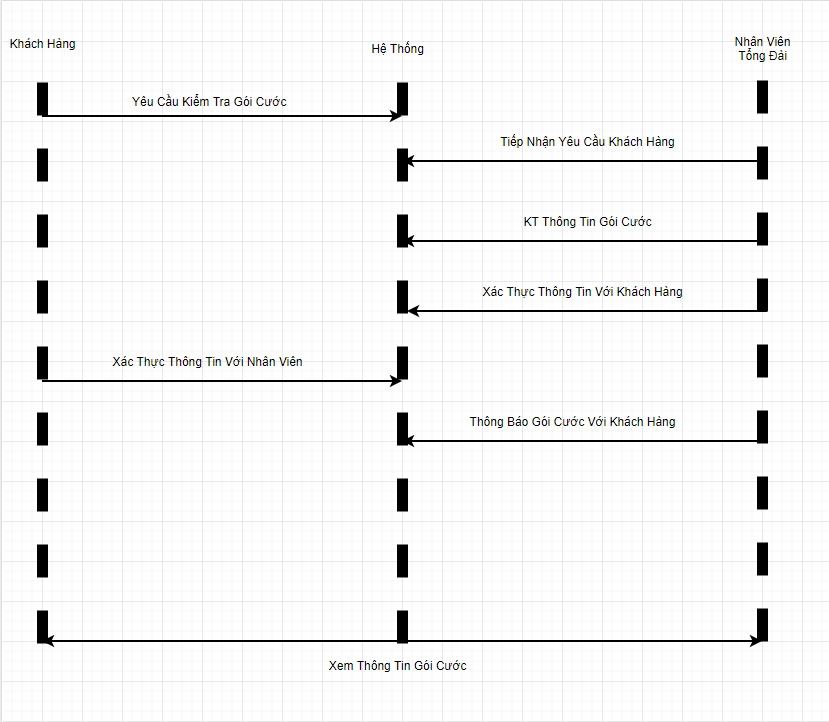 Khách Hàng
Hệ Thống
Nhân Viên
Tổng Đài
Yêu Cầu Kiểm Tra Gói Cước
Tiếp Nhận Yêu Cầu Khách Hàng
KT Thông Tin Gói Cước
Xác Thực Thông Tin Với Khách Hàng
Xác Thực Thông Tin Với Nhân Viên
Thông Báo Gói Cước Với Khách Hàng
Xem Thông Tin Gói Cước